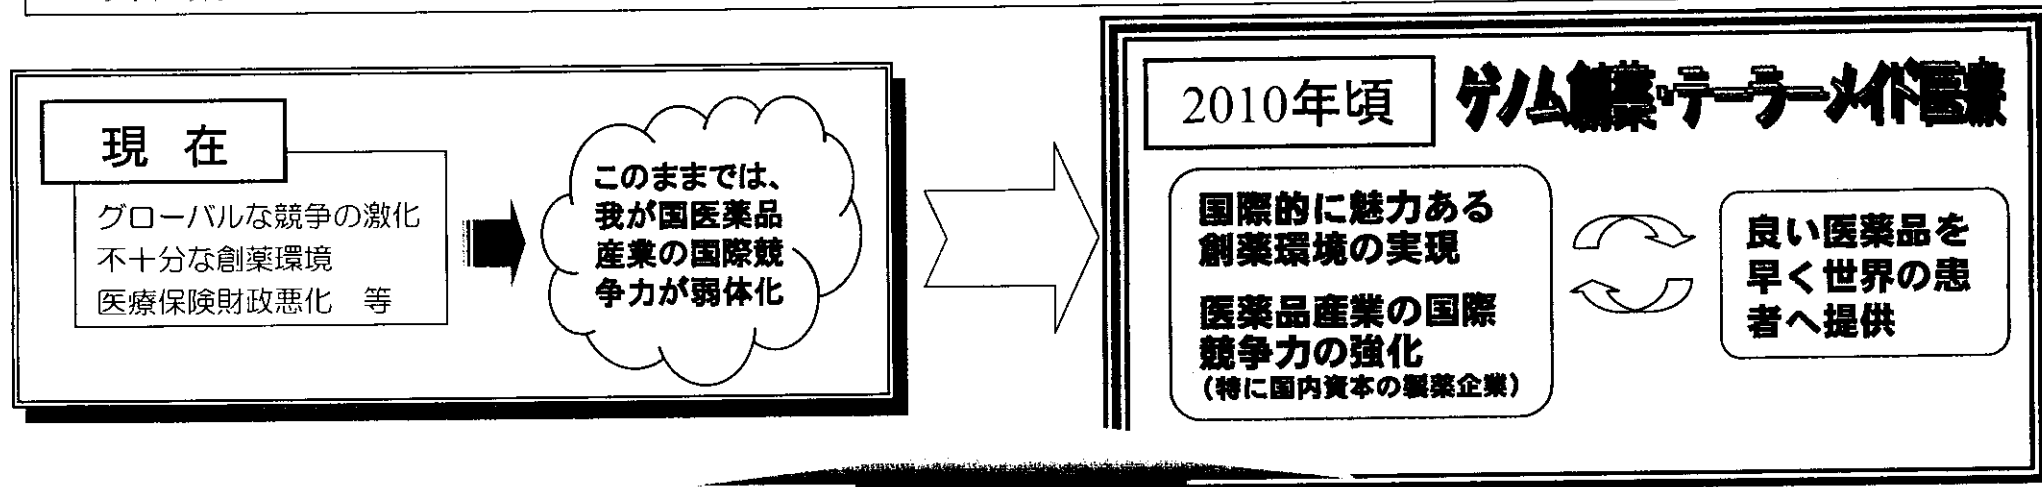 現 在
グローバルな競争の激化
不十分な創薬環境
医療保険財政悪化 等
このままでは、
我が国医薬品
産業の国際競
争力が弱体化
2010年頃
ゲノム創薬・テーラーメイド医療
国際的に魅力ある
創薬環境の実現
医薬品産業の国際
競争力の強化
(特に国内資本の製薬企業)
良い医薬品を
早く世界の患
者へ提供